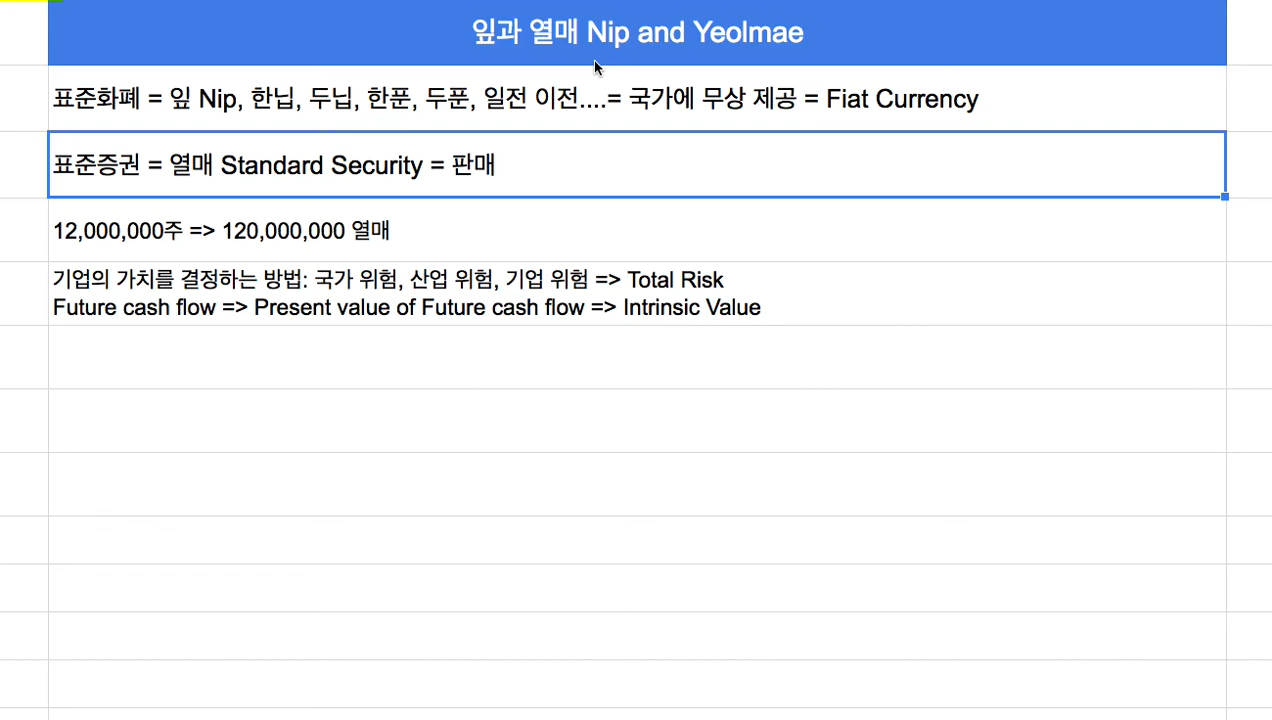 잎과 열매 Nip and Yeolmae
표준화폐 = 잎 Nip, 한닙, 두닙, 한푼, 두푼, 일전 이전....= 국가에 무상 제공 = Fiat Currency
표준증권 = 열매 Standard Security = 판매
12,000,000주 => 120,000,000 열매
기업의 가치를 결정하는 방법: 국가 위험, 산업 위험, 기업 위험 => Total Risk
Future cash flow => Present value of Future cash flow => Intrinsic Value